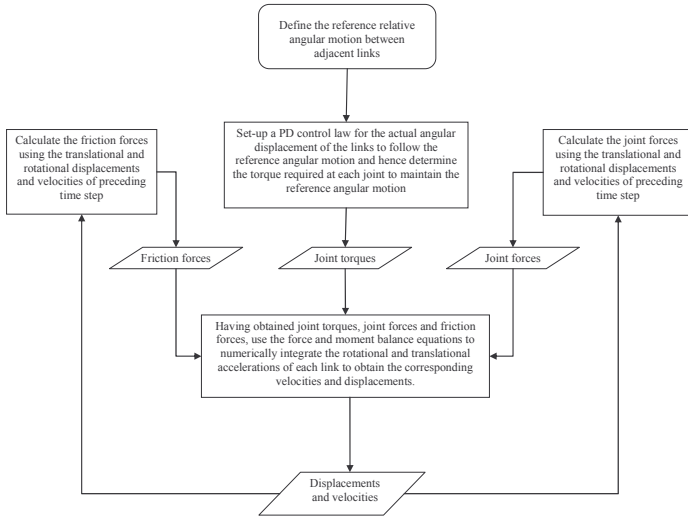 Define the reference relative
angular motion between
adjacent links
Calculate the friction forces
using the translational and
rotational displacements
and velocities of preceding
time step
Set-up a PD control law for the actual angular
displacement of the links to follow the
reference angular motion and hence determine
the torque required at each joint to maintain the
reference angular motion
Calculate the joint forces
using the translational and
rotational displacements
and velocities of preceding
time step
Friction forces
Joint torques
Joint forces
Having obtained joint torques, joint forces and friction
forces, use the force and moment balance equations to
numerically integrate the rotational and translational
accelerations of each link to obtain the corresponding
velocities and displacements.
Displacements
and velocities